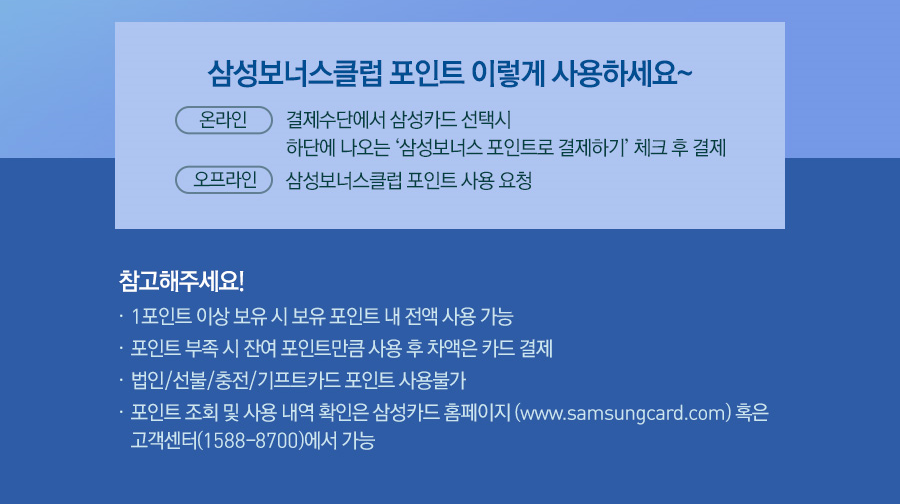 삼성보너스클럽 포인트 이렇게 사용하세요~
온라인 결제수단에서 삼성카드 선택시
하단에 나오는 ‘삼성보너스 포인트로 결제하기’ 체크 후 결제
오프라인 삼성보너스클럽 포인트 사용 요청
참고해주세요!
· 1포인트 이상 보유 시 보유 포인트 내 전액 사용 가능
· 포인트 부족 시 잔여 포인트만큼 사용 후 차액은 카드 결제
· 법인/선불/충전/기프트카드 포인트 사용불가
· 포인트 조회 및 사용 내역 확인은 삼성카드 홈페이지 (www.samsungcard.com) 혹은
고객센터(1588-8700)에서 가능